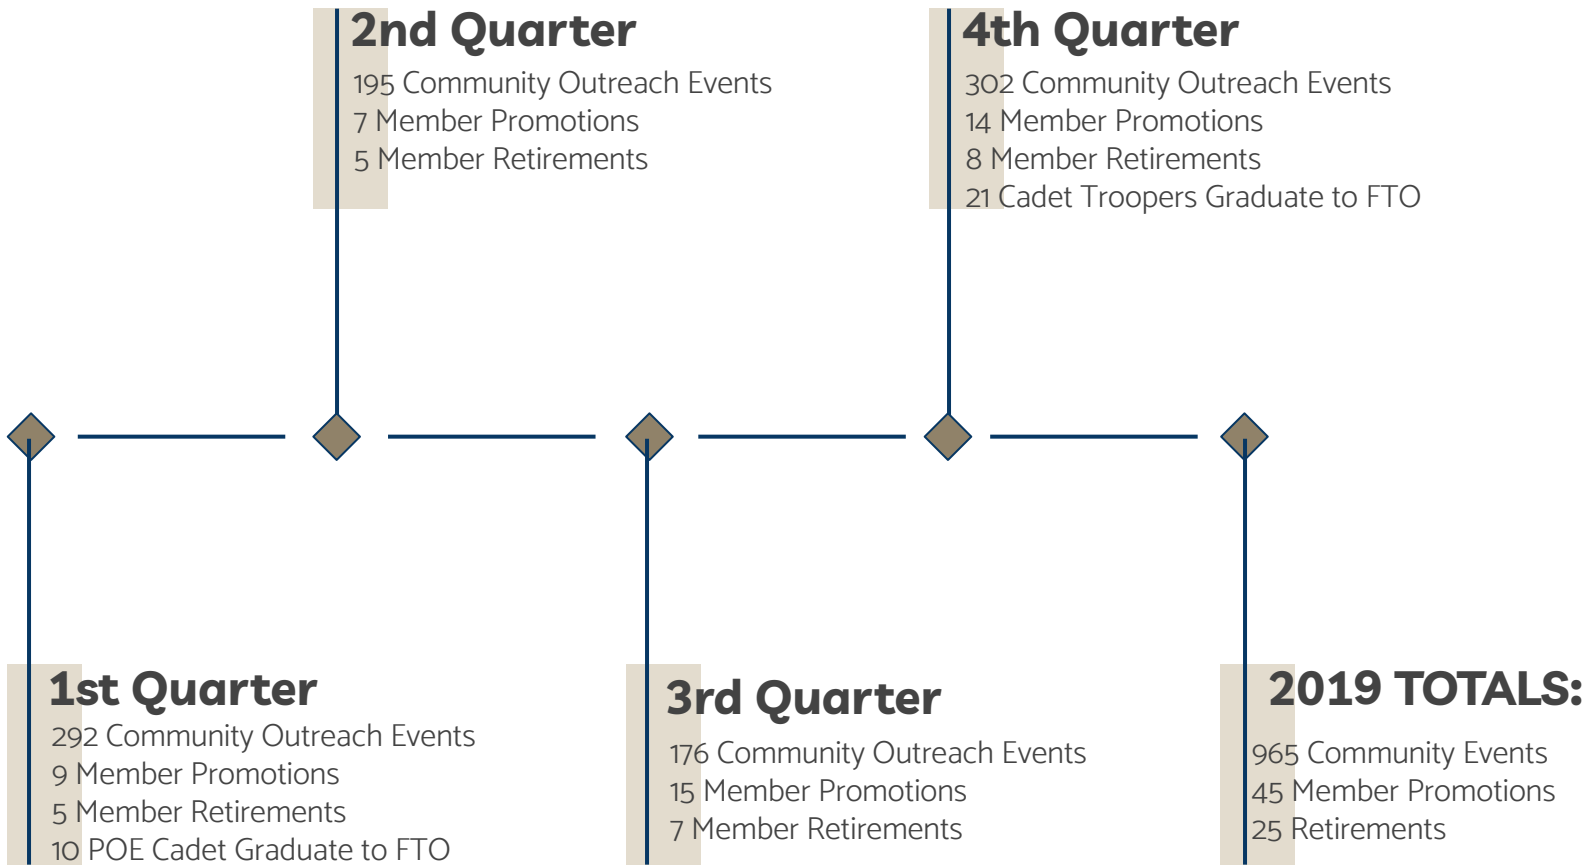 2nd Quarter
195 Community Outreach Events
7 Member Promotions
5 Member Retirements
4th Quarter
302 Community Outreach Events
14 Member Promotions
8 Member Retirements
21 Cadet Troopers Graduate to FTO
1st Quarter
292 Community Outreach Events
9 Member Promotions
5 Member Retirements
10 POE Cadet Graduate to FTO
3rd Quarter
176 Community Outreach Events
15 Member Promotions
7 Member Retirements
2019 TOTALS:
965 Community Events
45 Member Promotions
25 Retirements